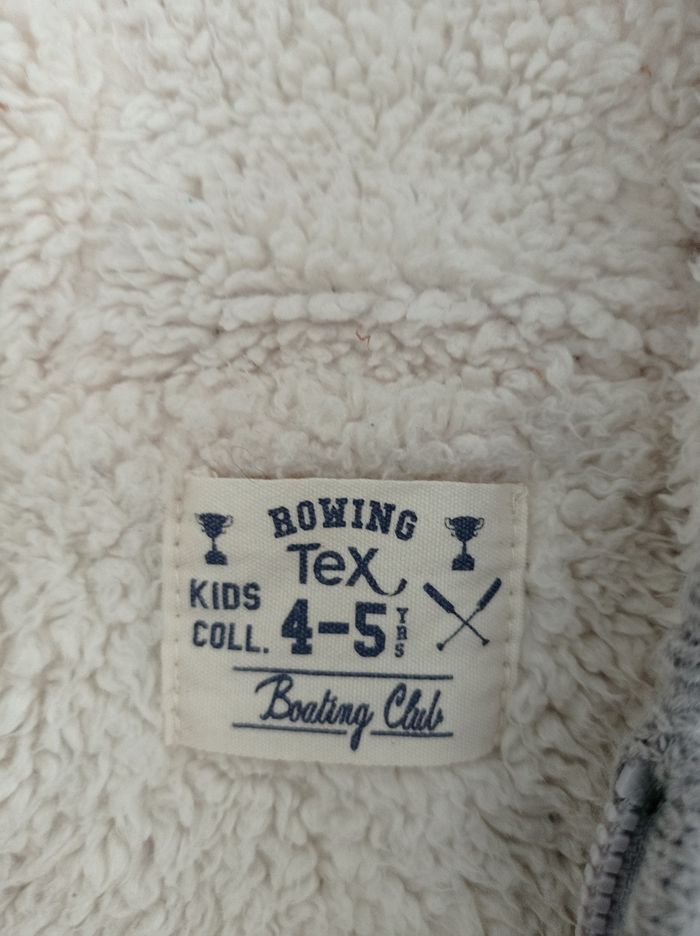 ROWING
TeX
KIDS
COLL.
4-5
YRS
Boating Club